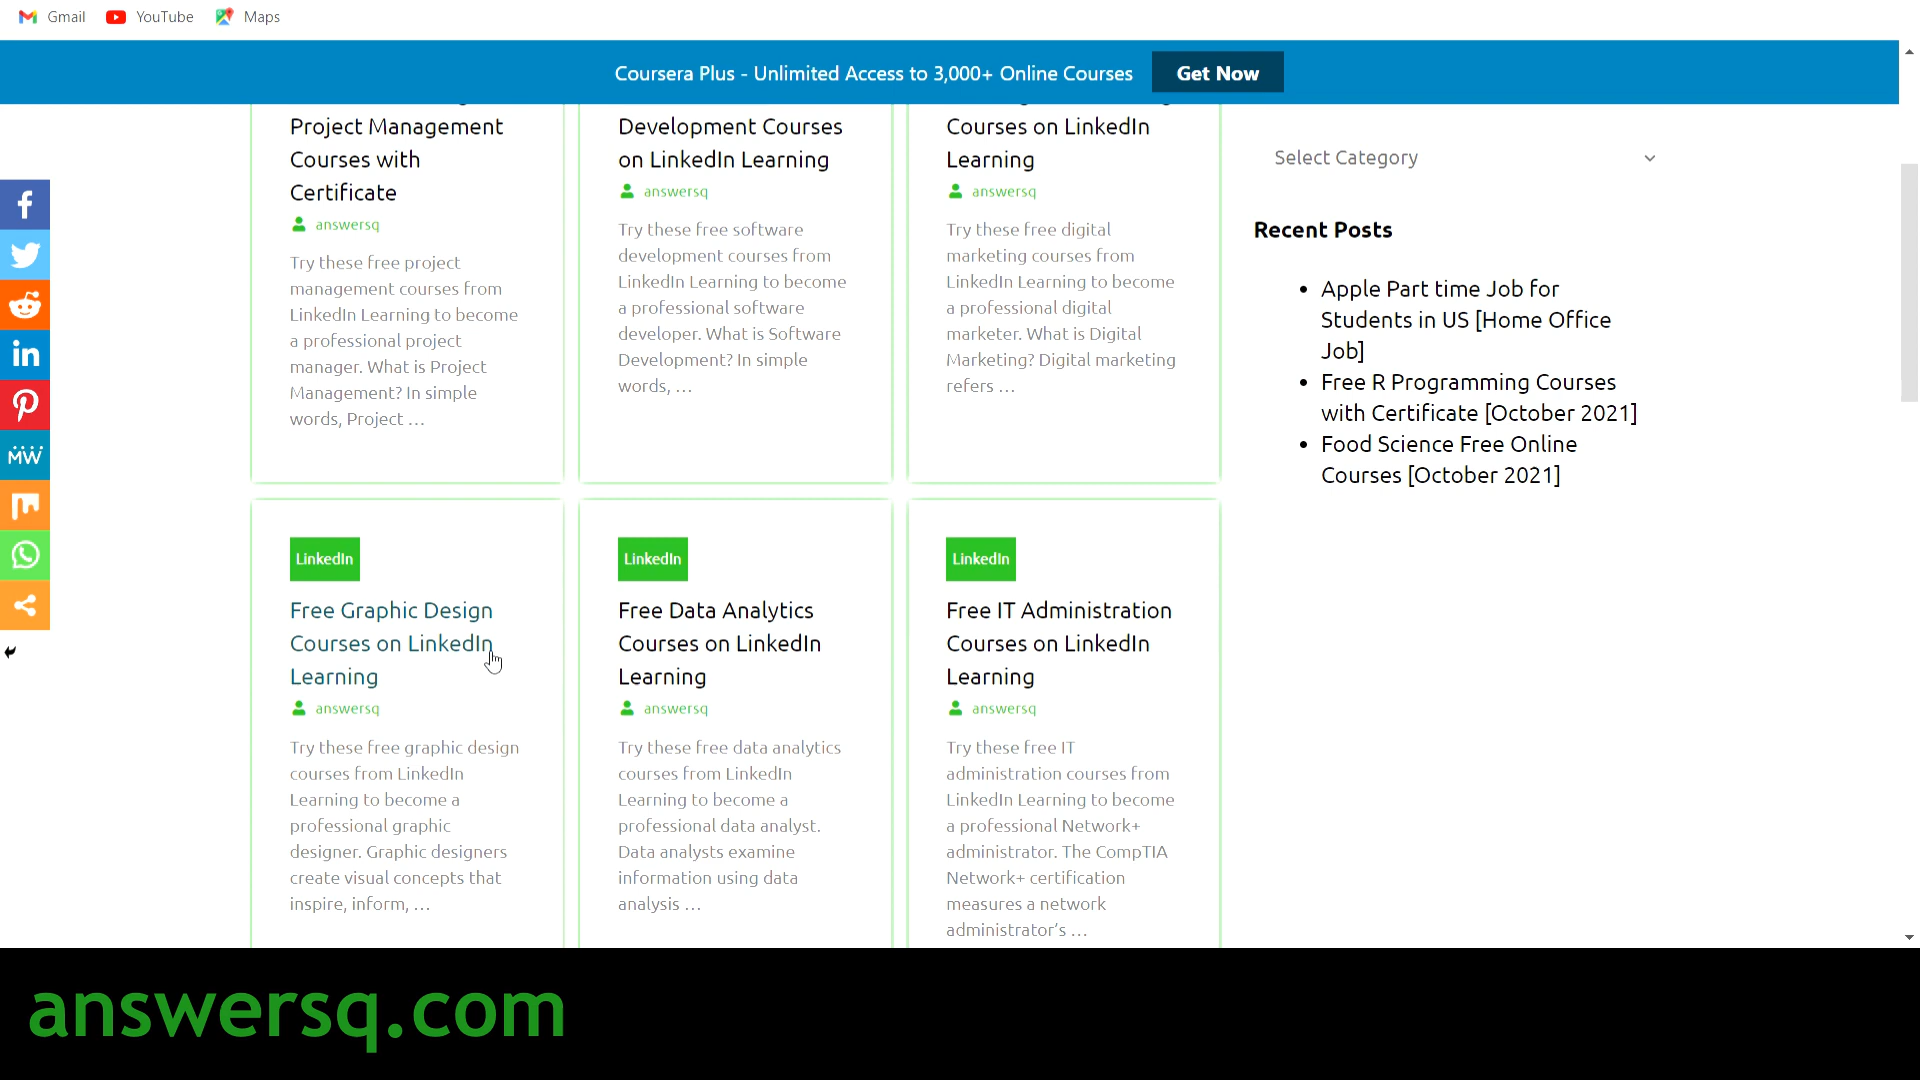 Gmail YouTube Maps
Coursera Plus - Unlimited Access to 3,000+ Online Courses Get Now
Project Management
Courses with
Certificate
answersq
Try these free project
management courses from
LinkedIn Learning to become
a professional project
manager. What is Project
Management? In simple
words, Project ...
Development Courses
on LinkedIn Learning
answersq
Try these free software
development courses from
LinkedIn Learning to become
a professional software
developer. What is Software
Development? In simple
words, ...
Courses on LinkedIn
Learning
answersq
Try these free digital
marketing courses from
LinkedIn Learning to become
a professional digital
marketer. What is Digital
Marketing? Digital marketing
refers ...
Select Category
Recent Posts
• Apple Part time Job for
Students in US [Home Office
Job]
• Free R Programming Courses
with Certificate [October 2021]
• Food Science Free Online
Courses [October 2021]
LinkedIn
Free Graphic Design
Courses on LinkedIn
Learning
answersq
Try these free graphic design
courses from LinkedIn
Learning to become a
professional graphic
designer. Graphic designers
create visual concepts that
inspire, inform, ...
LinkedIn
Free Data Analytics
Courses on LinkedIn
Learning
answersq
Try these free data analytics
courses from LinkedIn
Learning to become a
professional data analyst.
Data analysts examine
information using data
analysis ...
LinkedIn
Free IT Administration
Courses on LinkedIn
Learning
answersq
Try these free IT
administration courses from
LinkedIn Learning to become
a professional Network+
administrator. The CompTIA
Network+ certification
measures a network
administrator's ...
MW
answersq.com